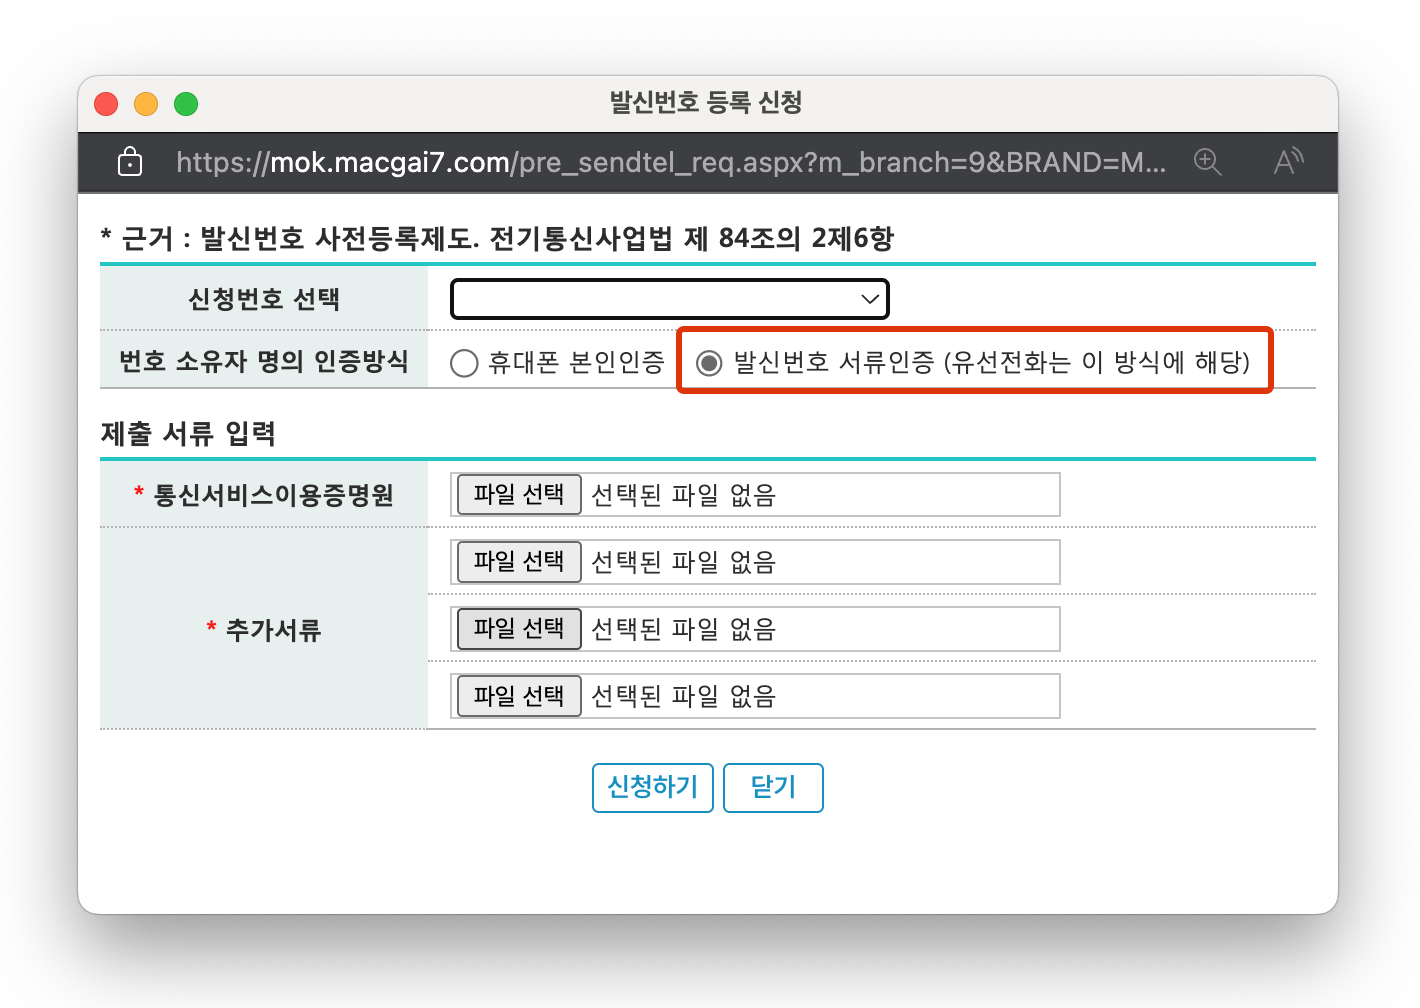 발신번호 등록 신청
https://mok.macgai7.com/pre_sendtel_req.aspx?m_branch=9&BRAND=M...
* 근거 : 발신번호 사전등록제도. 전기통신사업법 제 84조의 2제6항
신청번호 선택
번호 소유자 명의 인증방식 휴대폰 본인인증 발신번호 서류인증 (유선전화는 이 방식에 해당)
제출 서류 입력
* 통신서비스이용증명원 파일 선택 선택된 파일 없음
파일 선택 선택된 파일 없음
* 추가서류 파일 선택 선택된 파일 없음
파일 선택 선택된 파일 없음
신청하기 닫기